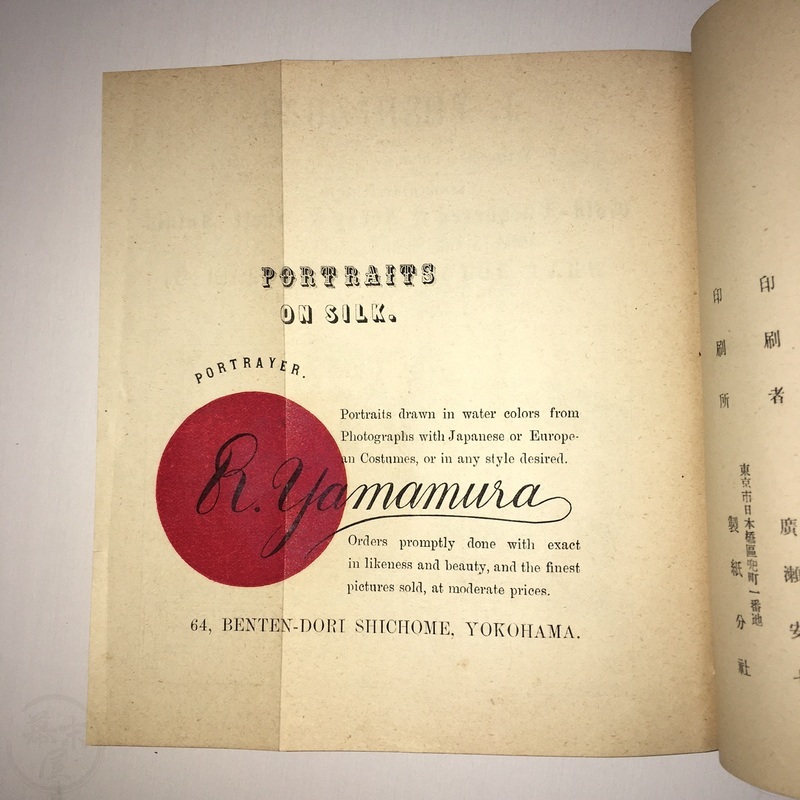 PORTRAITS
ON SILK.
PORTRAYER.
Portraits drawn in water colors from
Photographs with Japanese or Europe-
an Costumes, or in any style desired.
R. Yamamura
Orders promptly done with exact
in likeness and beauty, and the finest
pictures sold, at moderate prices.
64, BENTEN-DORI SHICHOME, YOKOHAMA.
印刷者
廣瀬安
印刷所
東京市日本橋區兜町一番地
製紙分社